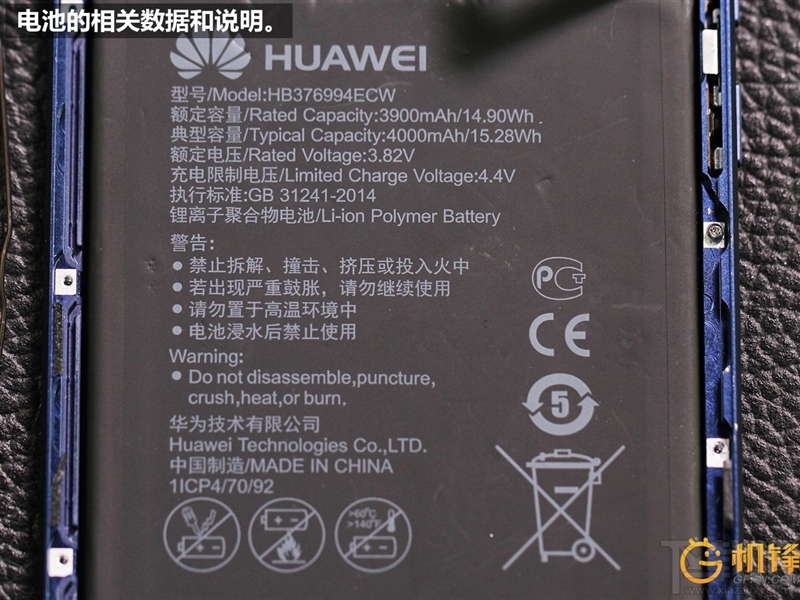 电池的相关数据和说明。
HUAWEI
型号/Model:HB376994ECW
额定容量/Rated Capacity:3900mAh/14.90Wh
典型容量/Typical Capacity:4000mAh/15.28Wh
额定电压/Rated Voltage:3.82V
充电限制电压/Limited Charge Voltage:4.4V
执行标准:GB 31241-2014
锂离子聚合物电池/Li-ion Polymer Battery
警告:
• 禁止拆解、撞击、挤压或投入火中
• 若出现严重鼓胀，请勿继续使用
• 请勿置于高温环境中
• 电池浸水后禁止使用
Warning:
• Do not disassemble,puncture,
crush,heat,or burn.
华为技术有限公司
Huawei Technologies Co.,LTD.
中国制造/MADE IN CHINA
1ICP4/70/92
>60°C
>140°F
CE
5
机锋